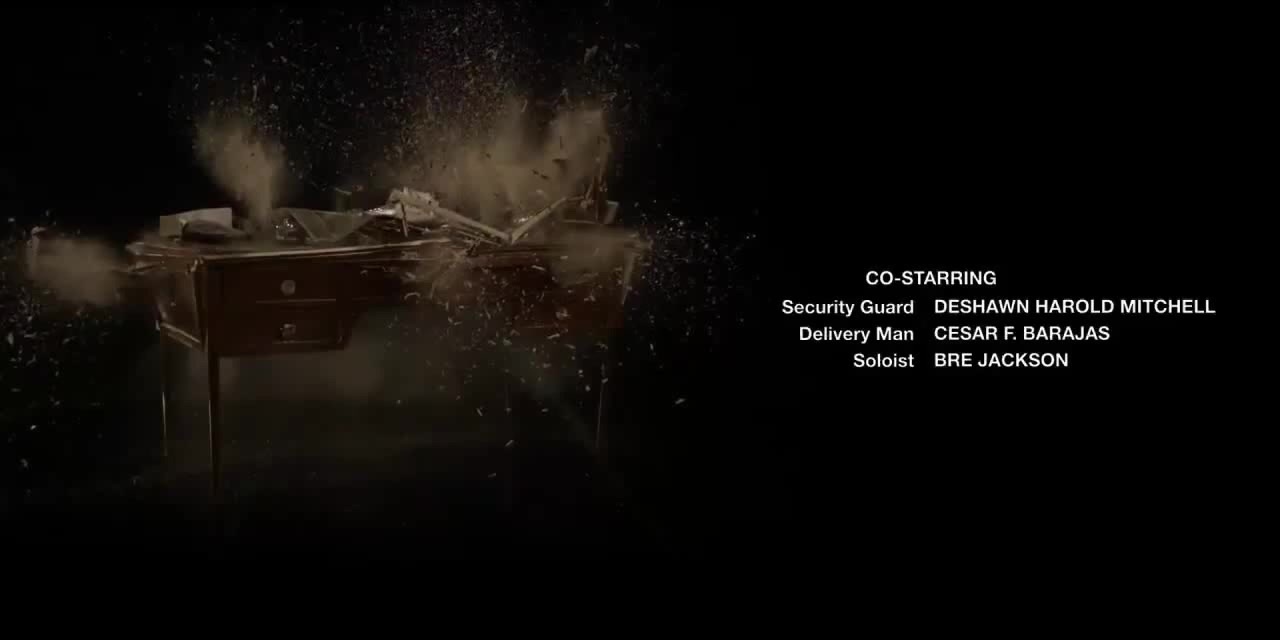 CO-STARRING
Security Guard DESHAWN HAROLD MITCHELL
Delivery Man CESAR F. BARAJAS
Soloist BRE JACKSON